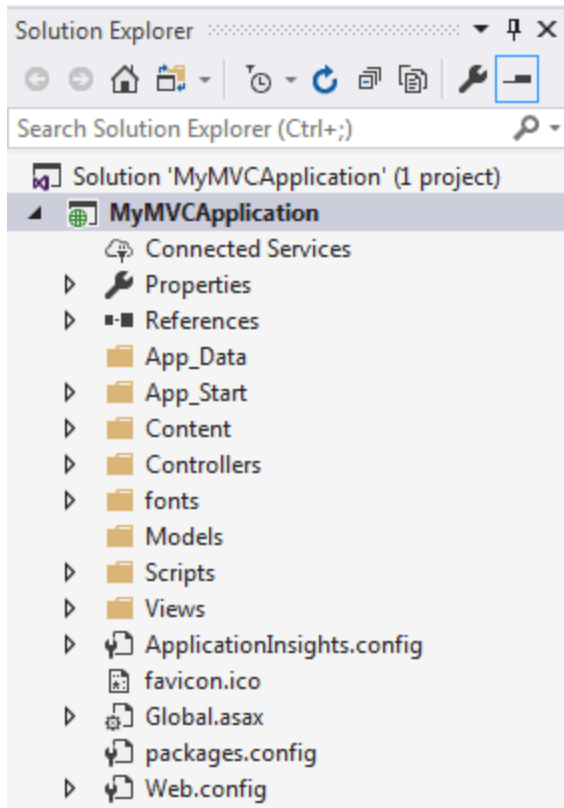 Solution Explorer
Search Solution Explorer (Ctrl+;)
Solution 'MyMVCApplication' (1 project)
MyMVCApplication
Connected Services
Properties
References
App_Data
App_Start
Content
Controllers
fonts
Models
Scripts
Views
ApplicationInsights.config
favicon.ico
Global.asax
packages.config
Web.config